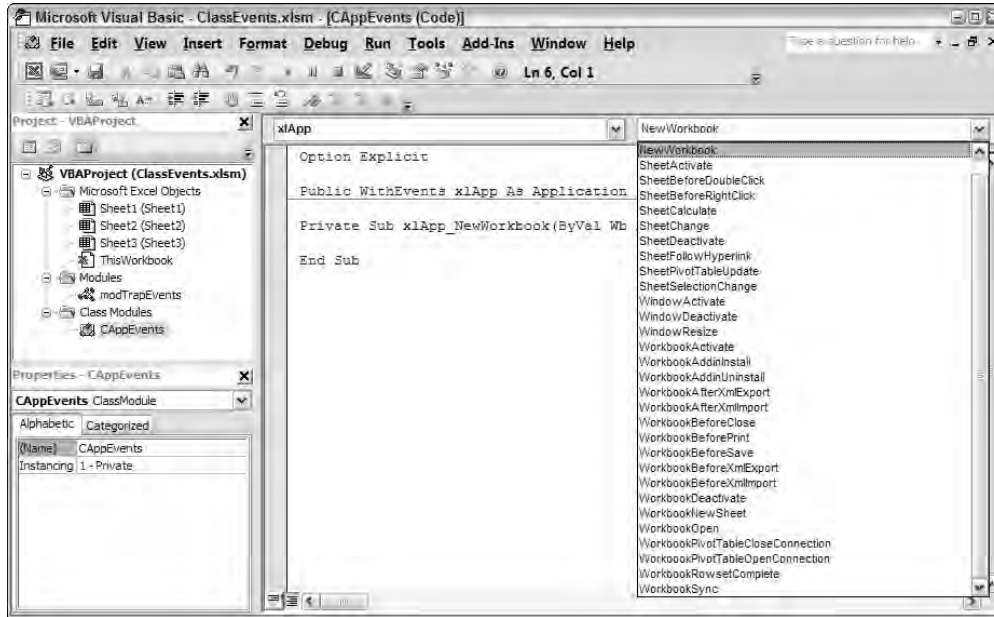 Microsoft Visual Basic - ClassEvents.xlsm - [CAppEvents (Code)]
File Edit View Insert Format Debug Run Tools Add-Ins Window Help
Type a question for help
Ln 6, Col 1
Project - VBAProject
VBAProject (ClassEvents.xlsm)
Microsoft Excel Objects
Sheet1 (Sheet1)
Sheet2 (Sheet2)
Sheet3 (Sheet3)
ThisWorkbook
Modules
modTrapEvents
Class Modules
CAppEvents
Properties - CAppEvents
CAppEvents ClassModule
Alphabetic Categorized
(Name) CAppEvents
Instancing 1 - Private
xlApp
NewWorkbook
Option Explicit
Public WithEvents xlApp As Application
Private Sub xlApp_NewWorkbook(ByVal Wb
End Sub
NewWorkbook
SheetActivate
SheetBeforeDoubleClick
SheetBeforeRightClick
SheetCalculate
SheetChange
SheetDeactivate
SheetFollowHyperlink
SheetPivotTableUpdate
SheetSelectionChange
WindowActivate
WindowDeactivate
WindowResize
WorkbookActivate
WorkbookAddinInstall
WorkbookAddinUninstall
WorkbookAfterXmlExport
WorkbookAfterXmlImport
WorkbookBeforeClose
WorkbookBeforePrint
WorkbookBeforeSave
WorkbookBeforeXmlExport
WorkbookBeforeXmlImport
WorkbookDeactivate
WorkbookNewSheet
WorkbookOpen
WorkbookPivotTableCloseConnection
WorkbookPivotTableOpenConnection
WorkbookRowsetComplete
WorkbookSync